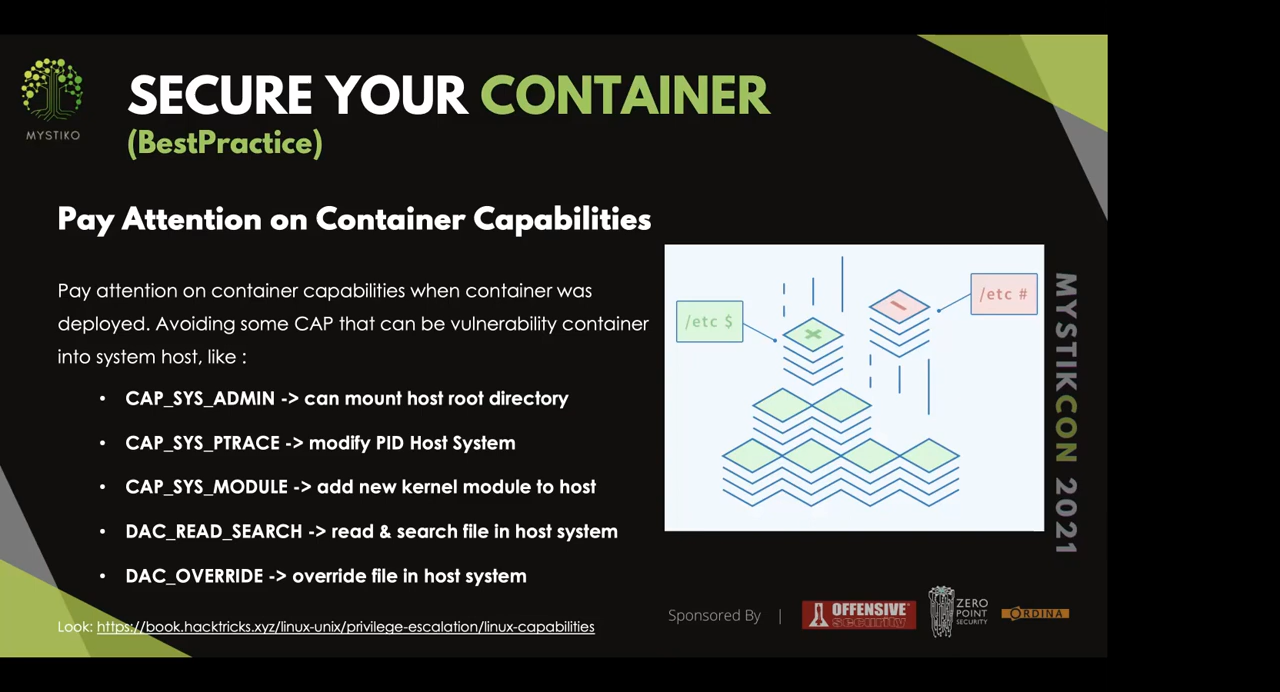 MYSTIKO
SECURE YOUR CONTAINER
(BestPractice)
Pay Attention on Container Capabilities
Pay attention on container capabilities when container was
deployed. Avoiding some CAP that can be vulnerability container
into system host, like :
• CAP_SYS_ADMIN -> can mount host root directory
• CAP_SYS_PTRACE -> modify PID Host System
• CAP_SYS_MODULE -> add new kernel module to host
• DAC_READ_SEARCH -> read & search file in host system
• DAC_OVERRIDE -> override file in host system
Look: https://book.hacktricks.xyz/linux-unix/privilege-escalation/linux-capabilities
/etc $
/etc #
MYSTIKCON 2021
Sponsored By |
OFFENSIVE
security
ZERO
POINT
SECURITY
ORDINA